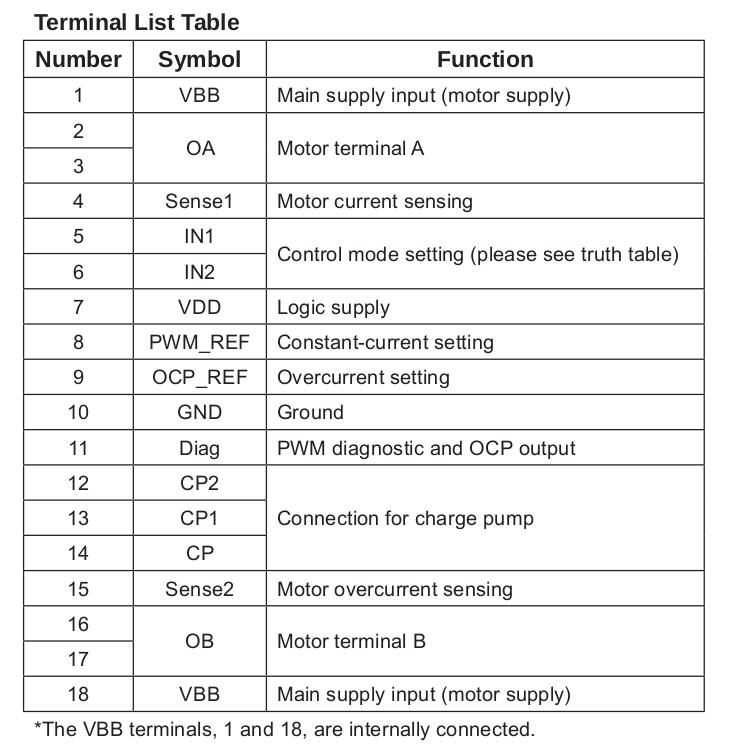 Terminal List Table
Number Symbol Function
1 VBB Main supply input (motor supply)
2
OA Motor terminal A
3
4 Sense1 Motor current sensing
5 IN1
Control mode setting (please see truth table)
6 IN2
7 VDD Logic supply
8 PWM_REF Constant-current setting
9 OCP_REF Overcurrent setting
10 GND Ground
11 Diag PWM diagnostic and OCP output
12 CP2
13 CP1 Connection for charge pump
14 CP
15 Sense2 Motor overcurrent sensing
16
OB Motor terminal B
17
18 VBB Main supply input (motor supply)
*The VBB terminals, 1 and 18, are internally connected.